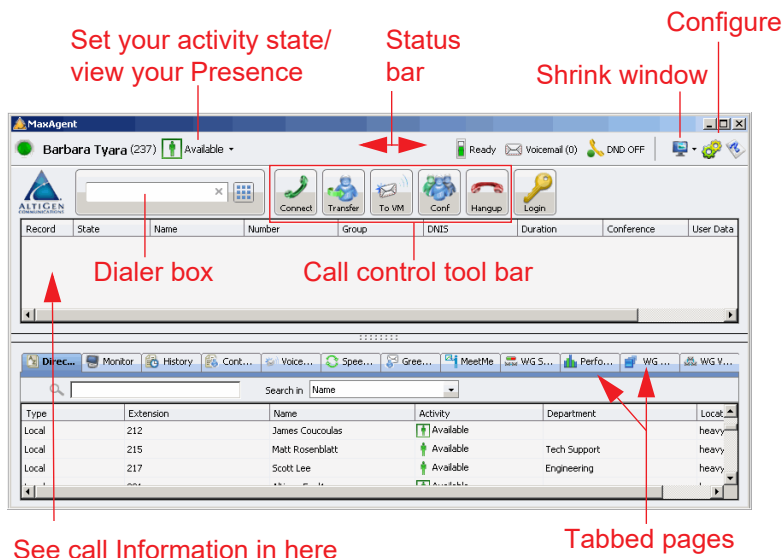 Configure
Set your activity state/
view your Presence
Status
bar
Shrink window
MaxAgent
Barbara Tyara (237) Available
Ready Voicemail (0) DND OFF
ALTIGEN
COMMUNICATIONS
Connect Transfer To VM Conf Hangup Login
Record State Name Number Group DNIS Duration Conference User Data
Dialer box
Call control tool bar
Direc... Monitor History Cont... Voice... Spee... Gree... MeetMe WG S... Perfo... WG ... WG V...
Search in Name
Type Extension Name Activity Department Locat
Local 212 James Coucoulas Available heavy
Local 215 Matt Rosenblatt Available Tech Support heavy
Local 217 Scott Lee Available Engineering heavy
See call Information in here
Tabbed pages